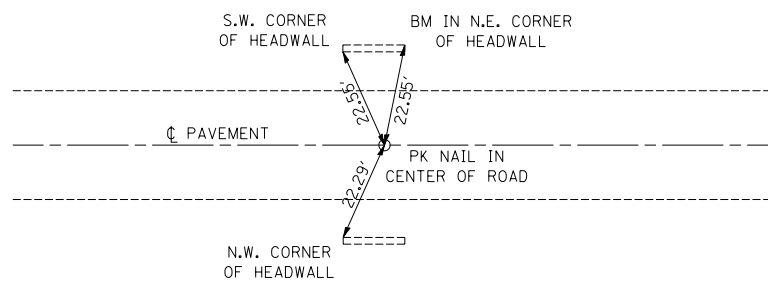 S.W. CORNER
OF HEADWALL
BM IN N.E. CORNER
OF HEADWALL
22.55'
22.55'
℄ PAVEMENT
PK NAIL IN
CENTER OF ROAD
22.29'
N.W. CORNER
OF HEADWALL